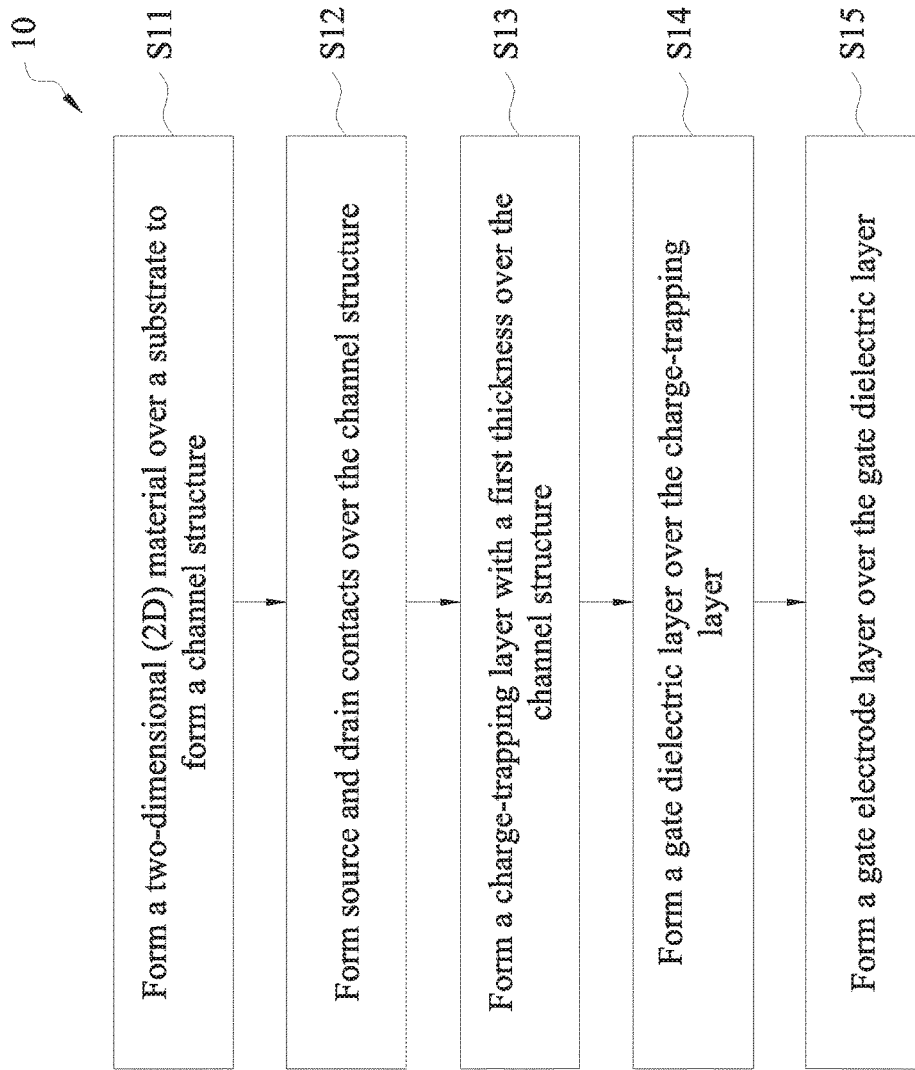 10
Form a two-dimensional (2D) material over a substrate to
form a channel structure
S11
Form source and drain contacts over the channel structure
S12
Form a charge-trapping layer with a first thickness over the
channel structure
S13
Form a gate dielectric layer over the charge-trapping
layer
S14
Form a gate electrode layer over the gate dielectric layer
S15